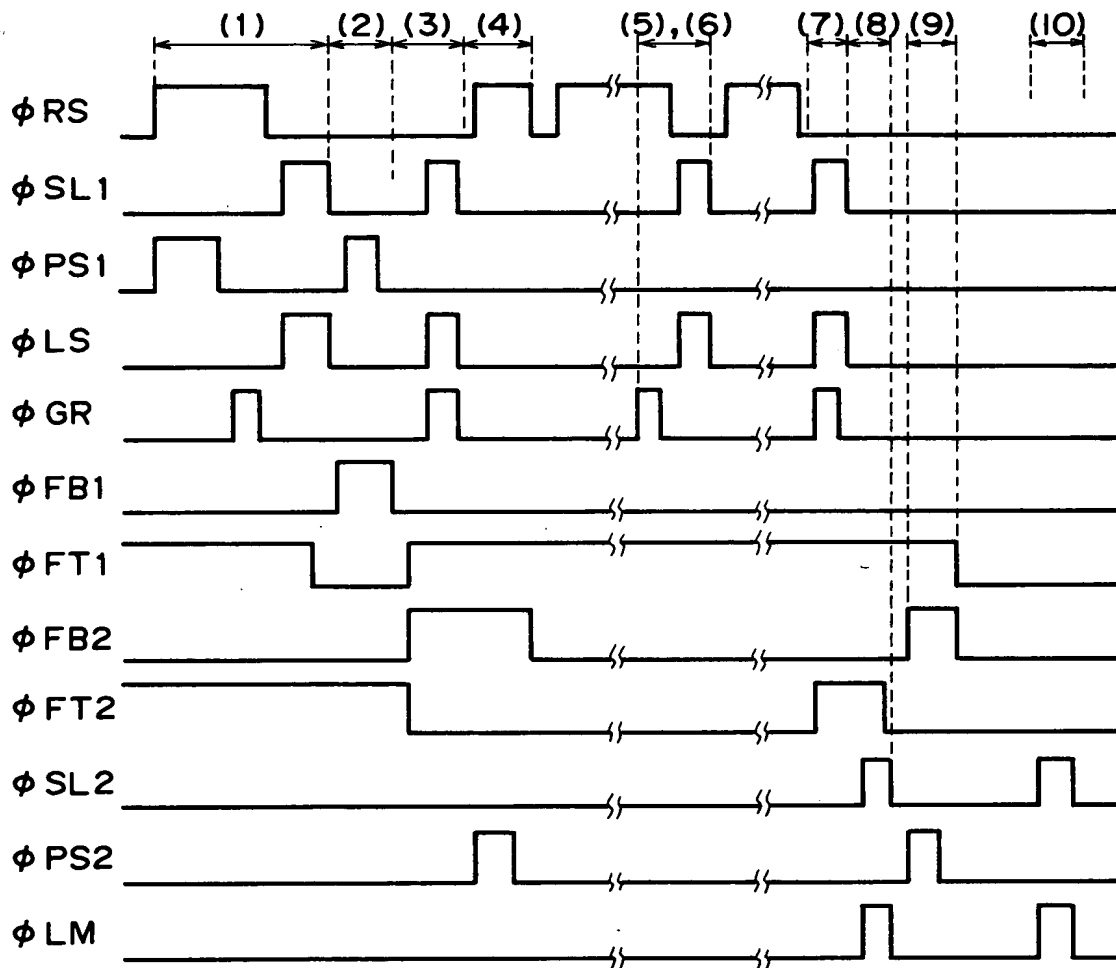 (1) (2) (3) (4) (5),(6) (7) (8) (9) (10)
φRS
φSL1
φPS1
φLS
φGR
φFB1
φFT1
φFB2
φFT2
φSL2
φPS2
φLM